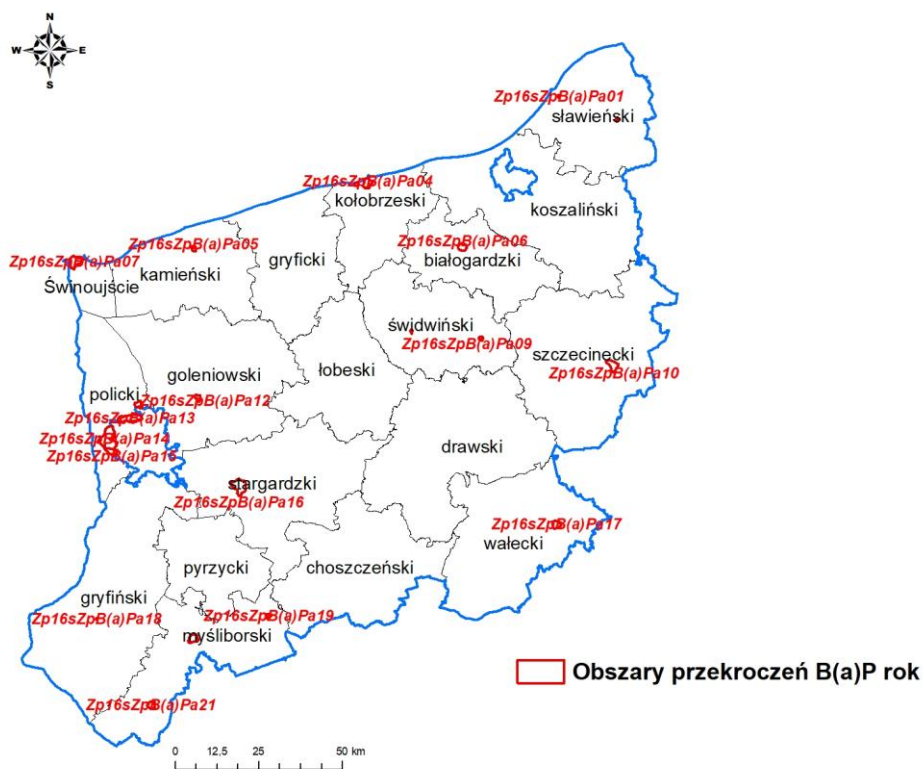 N
W
E
S
Zp16sZpB(a)Pa01
sławieński
Zp16sZpB(a)Pa04
kołobrzeski
koszaliński
Zp16sZpB(a)Pa05
Zp16sZpB(a)Pa06
gryficki
białogardzki
Zp16sZpB(a)Pa07
kamieński
Świnoujście
świdwiński
Zp16sZpB(a)Pa09
szczecinecki
Zp16sZpB(a)Pa10
łobeski
goleniowski
policki
Zp16sZpB(a)Pa12
Zp16sZpB(a)Pa13
Zp16sZpB(a)Pa14
drawski
Zp16sZpB(a)Pa15
stargardzki
Zp16sZpB(a)Pa16
Zp16sZpB(a)Pa17
wałecki
pyrzycki
choszczeński
gryfiński
Zp16sZpB(a)Pa18
Zp16sZpB(a)Pa19
myśliborski
Obszary przekroczeń B(a)P rok
Zp16sZpB(a)Pa21
0 12,5 25 50 km